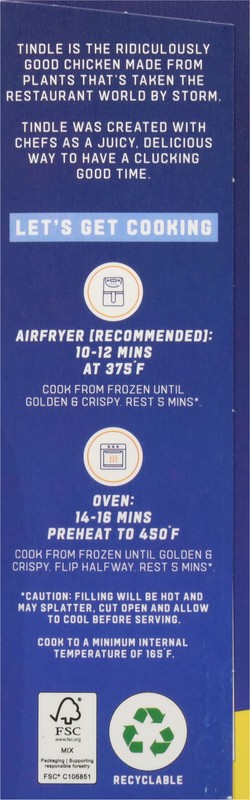 TINDLE IS THE RIDICULOUSLY
GOOD CHICKEN MADE FROM
PLANTS THAT'S TAKEN THE
RESTAURANT WORLD BY STORM.
TINDLE WAS CREATED WITH
CHEFS AS A JUICY, DELICIOUS
WAY TO HAVE A CLUCKING
GOOD TIME.
LET'S GET COOKING
AIRFRYER [RECOMMENDED]:
10-12 MINS
AT 375°F
COOK FROM FROZEN UNTIL
GOLDEN & CRISPY. REST 5 MINS*.
OVEN:
14-16 MINS
PREHEAT TO 450°F
COOK FROM FROZEN UNTIL GOLDEN &
CRISPY. FLIP HALFWAY. REST 5 MINS*.
*CAUTION: FILLING WILL BE HOT AND
MAY SPLATTER, CUT OPEN AND ALLOW
TO COOL BEFORE SERVING.
COOK TO A MINIMUM INTERNAL
TEMPERATURE OF 165°F.
FSC
MIX
Packaging | Supporting
responsible forestry
FSC® C105851
RECYCLABLE